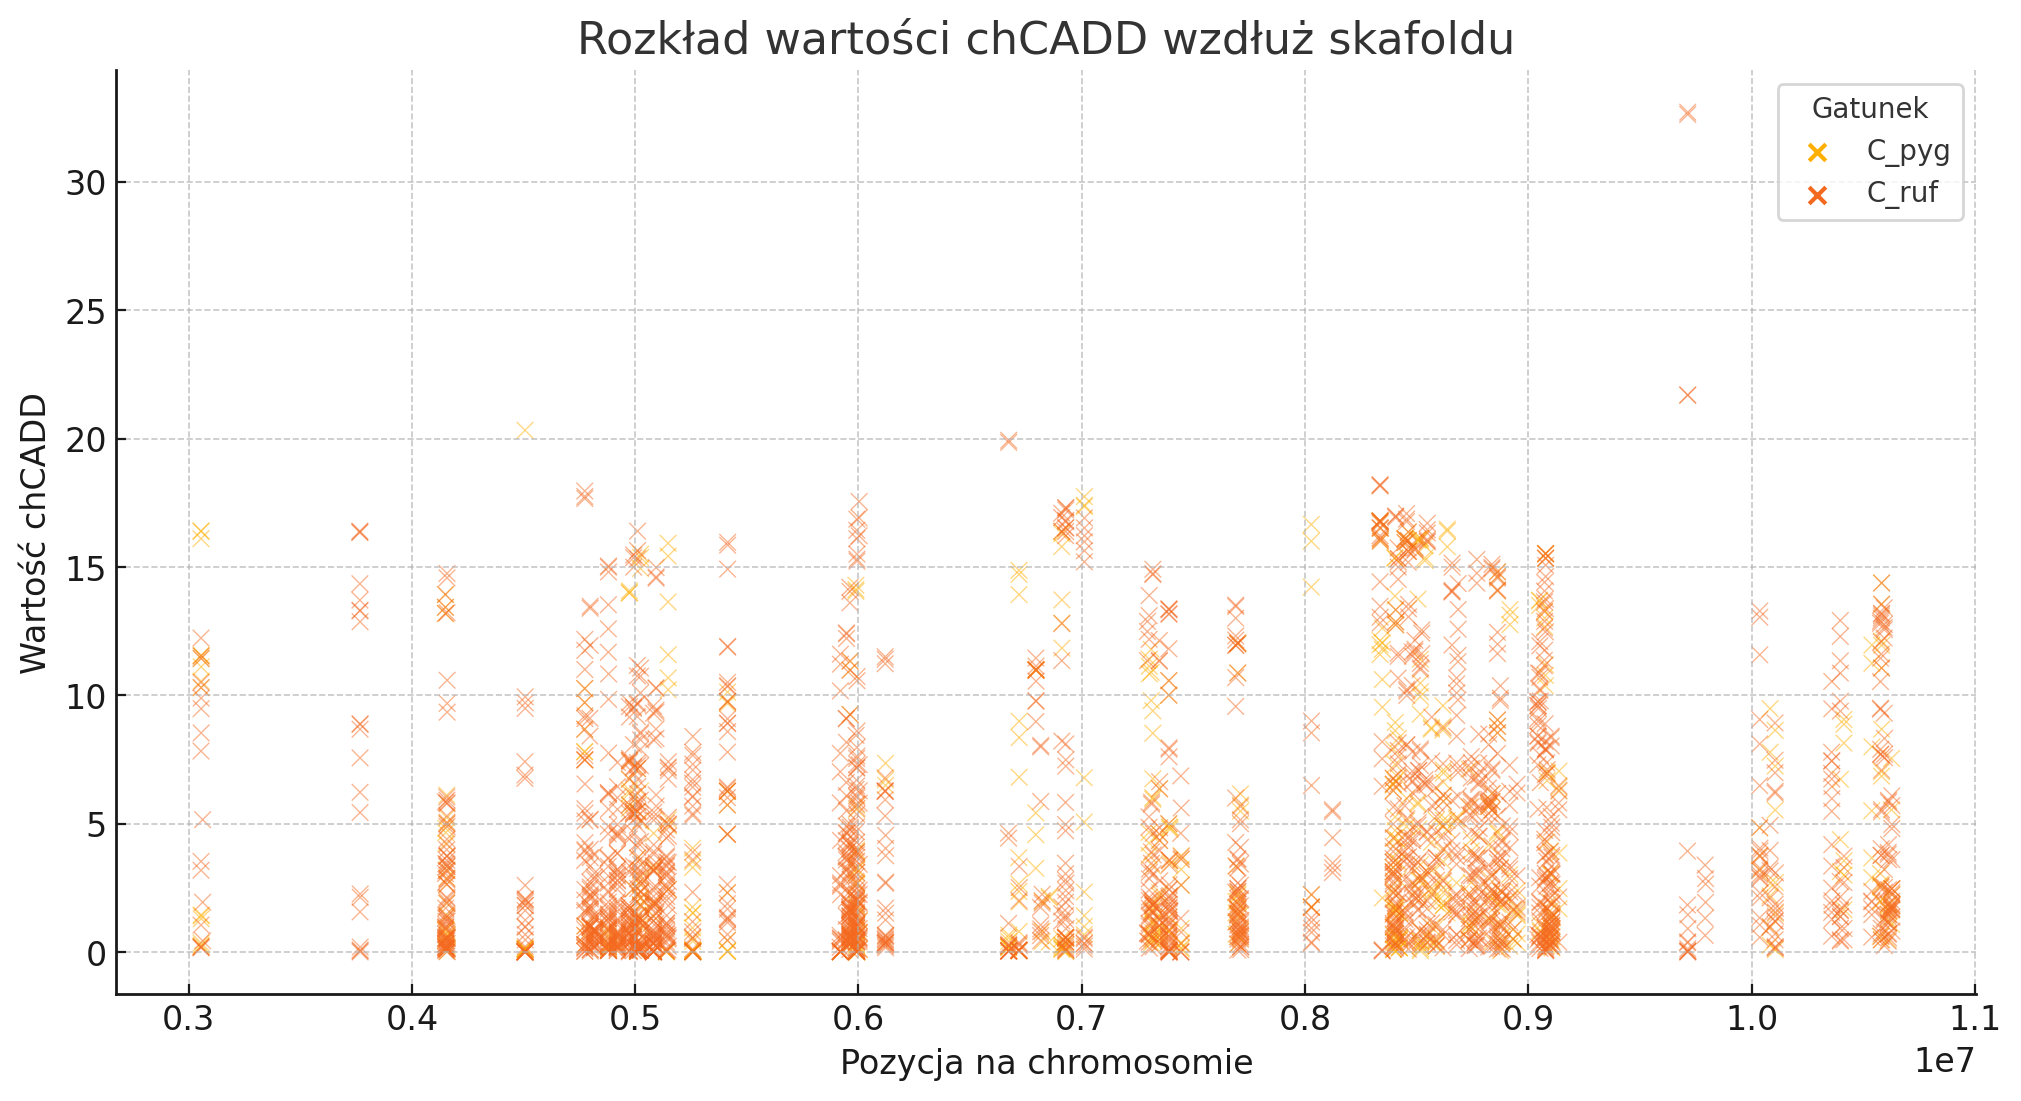 Rozkład wartości chCADD wzdłuż skafoldu
Gatunek
C_pyg
C_ruf
Wartość chCADD
30
25
20
15
10
5
0
0.3 0.4 0.5 0.6 0.7 0.8 0.9 1.0 1.1
1e7
Pozycja na chromosomie